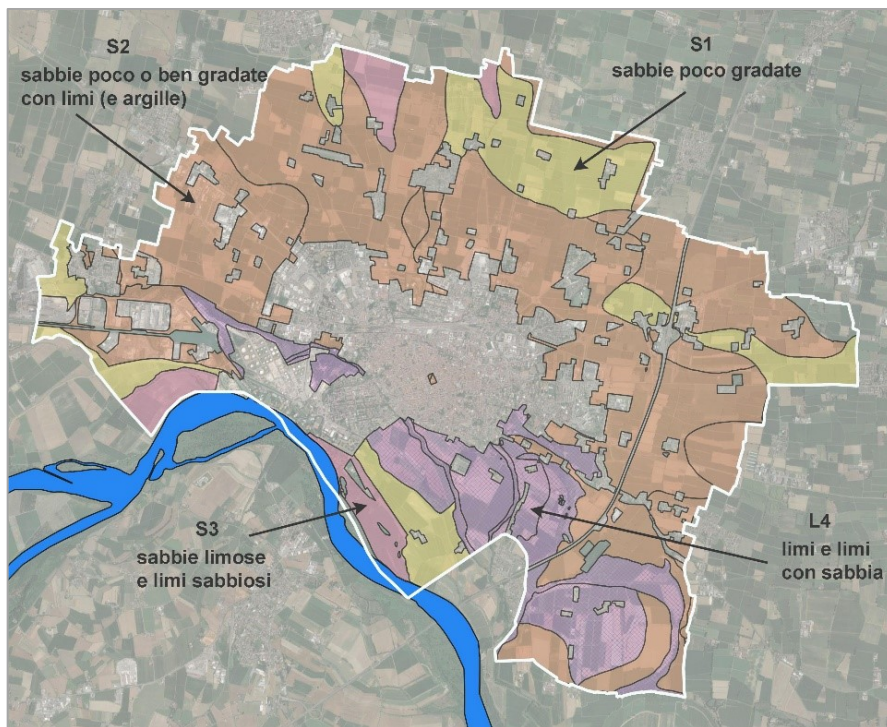 S2
sabbie poco o ben gradate
con limi (e argille)
S1
sabbie poco gradate
S3
sabbie limose
e limi sabbiosi
L4
limi e limi
con sabbia